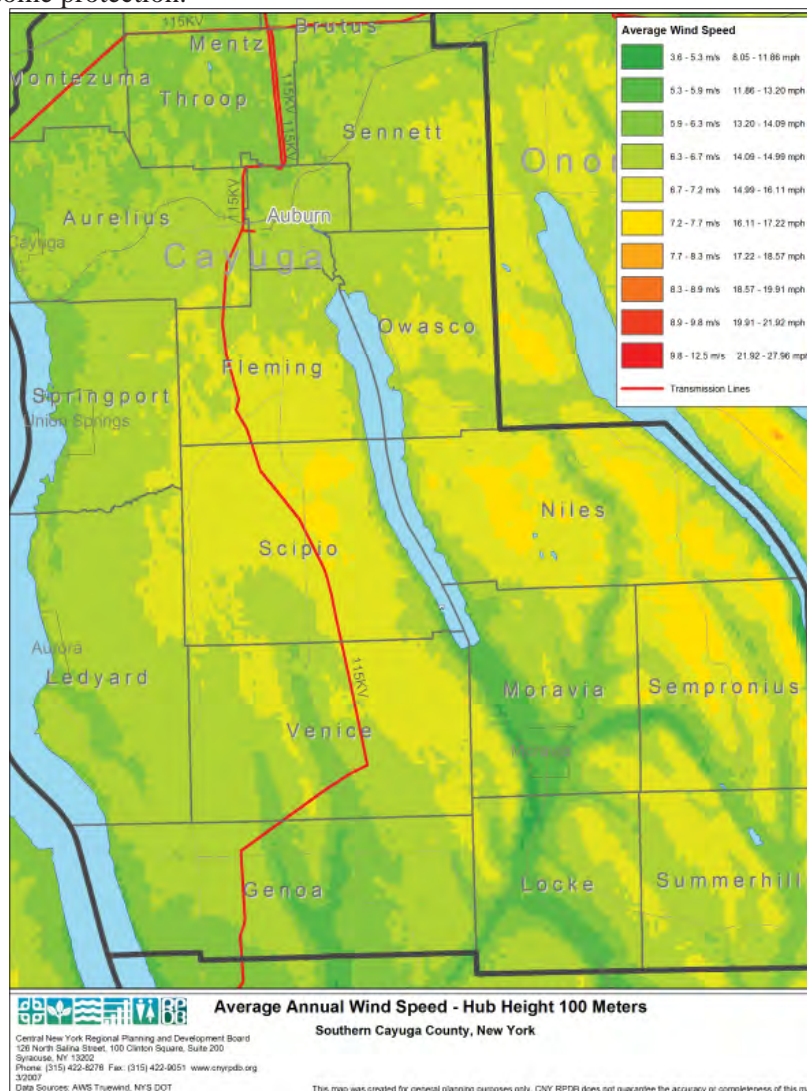 some protection.
115KV
Brutus
Mentz
Montezuma
Throop
115KV
115KV
Sennett
Onon
115KV
Aurelius
Auburn
Cayuga
Cayuga
Owasco
Fleming
Springport
Union Springs
Niles
Scipio
Aurora
Ledyard
115KV
Moravia
Sempronius
Venice
Genoa
Locke
Summerhill
Average Wind Speed
3.6 - 5.3 m/s 8.05 - 11.86 mph
5.3 - 5.9 m/s 11.86 - 13.20 mph
5.9 - 6.3 m/s 13.20 - 14.09 mph
6.3 - 6.7 m/s 14.09 - 14.99 mph
6.7 - 7.2 m/s 14.99 - 16.11 mph
7.2 - 7.7 m/s 16.11 - 17.22 mph
7.7 - 8.3 m/s 17.22 - 18.57 mph
8.3 - 8.9 m/s 18.57 - 19.91 mph
8.9 - 9.8 m/s 19.91 - 21.92 mph
9.8 - 12.5 m/s 21.92 - 27.96 mph
Transmission Lines
RP
DB
Average Annual Wind Speed - Hub Height 100 Meters
Southern Cayuga County, New York
Central New York Regional Planning and Development Board
126 North Salina Street, 100 Clinton Square, Suite 200
Syracuse, NY 13202
Phone: (315) 422-8276 Fax: (315) 422-9051 www.cnyrpdb.org
3/2007
Data Sources: AWS Truewind, NYS DOT
This map was created for general planning purposes only. CNY RPDB does not guarantee the accuracy or completeness of this m